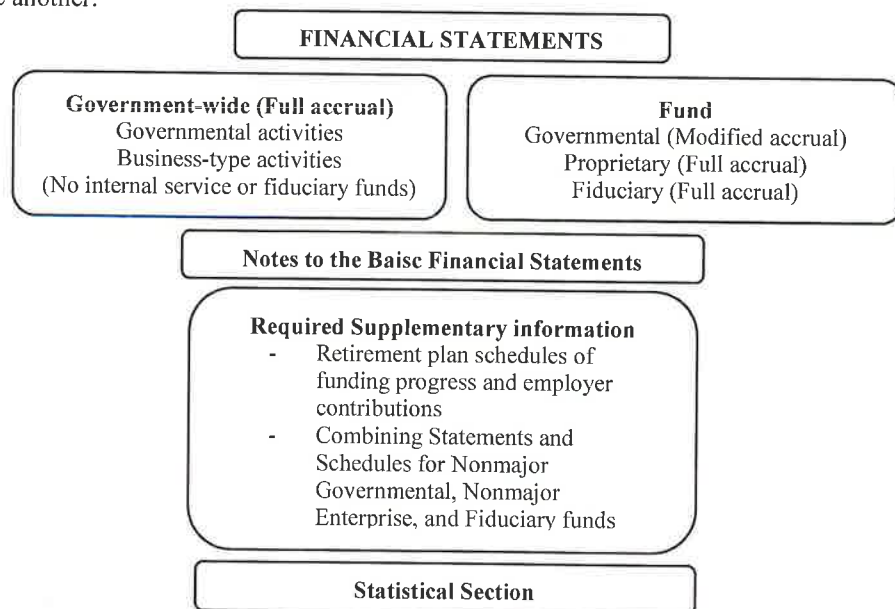 another.
FINANCIAL STATEMENTS
Government-wide (Full accrual)
Governmental activities
Business-type activities
(No internal service or fiduciary funds)
Fund
Governmental (Modified accrual)
Proprietary (Full accrual)
Fiduciary (Full accrual)
Notes to the Baisc Financial Statements
Required Supplementary information
- Retirement plan schedules of
funding progress and employer
contributions
- Combining Statements and
Schedules for Nonmajor
Governmental, Nonmajor
Enterprise, and Fiduciary funds
Statistical Section